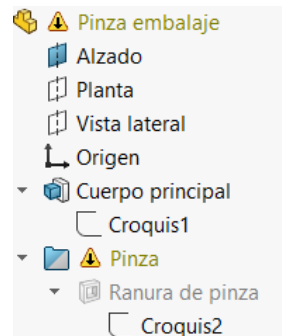 Pinza embalaje
Alzado
Planta
Vista lateral
Origen
Cuerpo principal
Croquis1
Pinza
Ranura de pinza
Croquis2